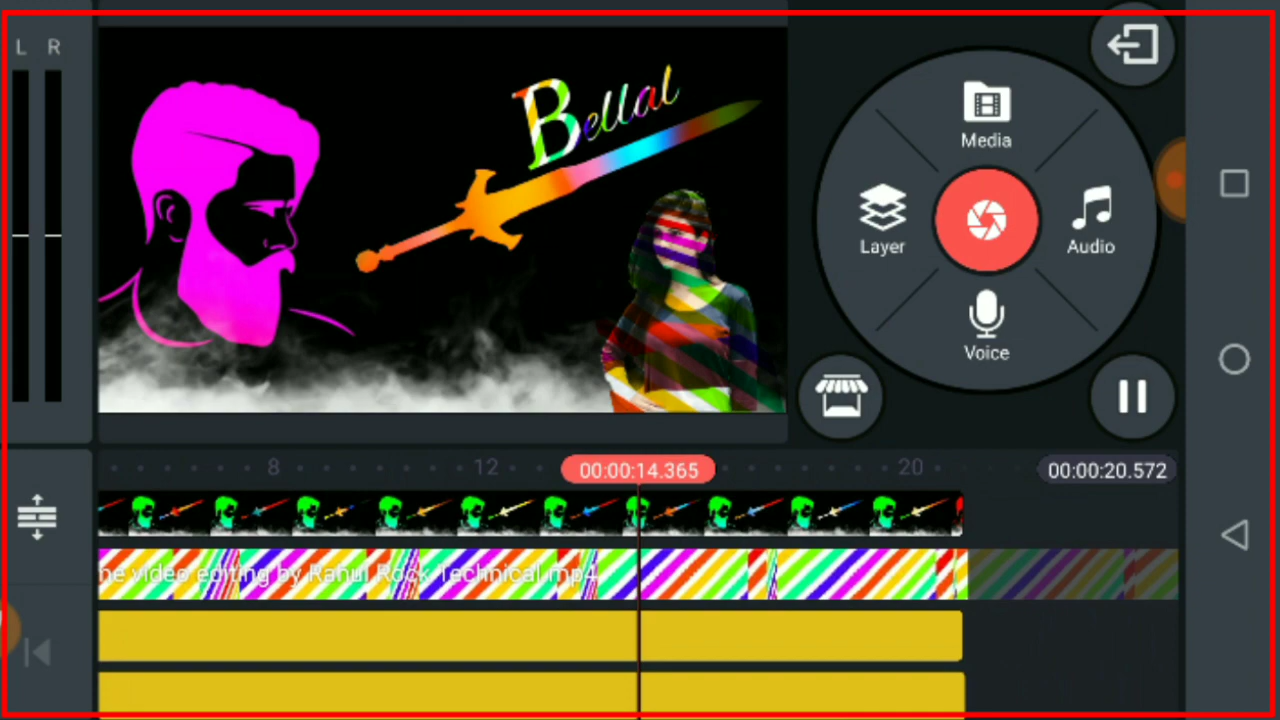 L R
Bellal
Media
Layer
Audio
Voice
8 12 00:00:14.365 20 00:00:20.572
ne video editing by Rahul Rock Technical.mp4